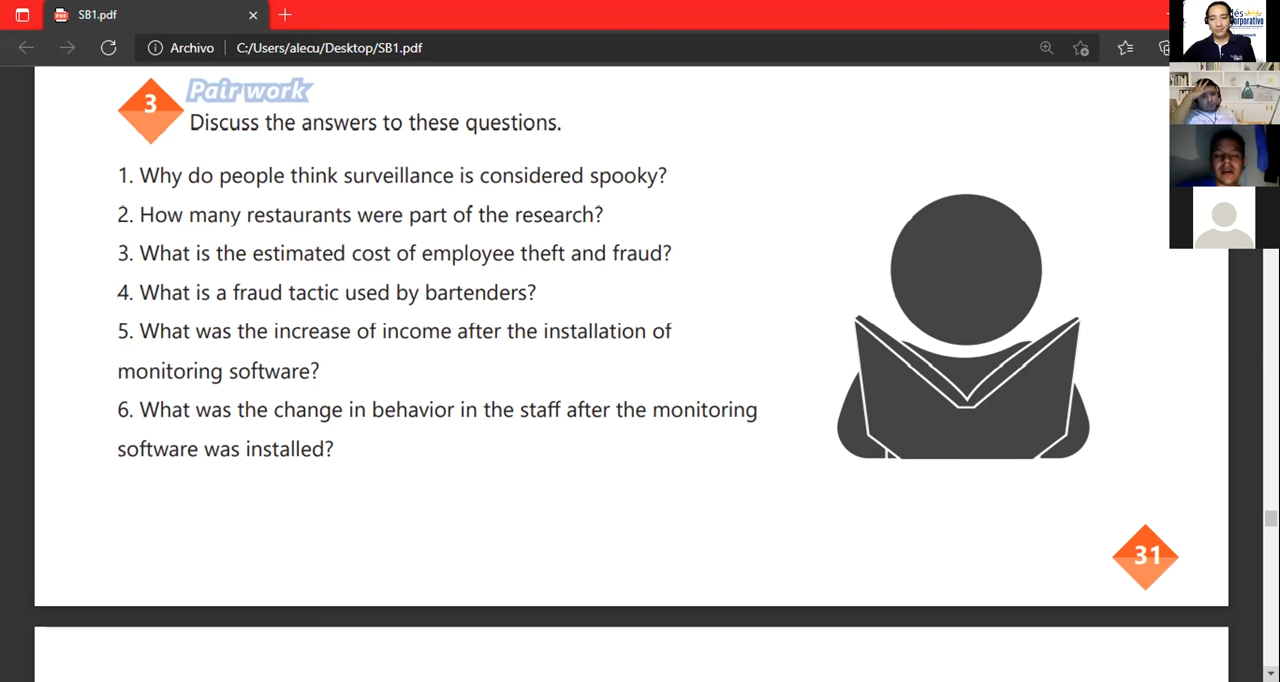 SB1.pdf
Archivo
C:/Users/alecu/Desktop/SB1.pdf
3
Pair work
Discuss the answers to these questions.
1. Why do people think surveillance is considered spooky?
2. How many restaurants were part of the research?
3. What is the estimated cost of employee theft and fraud?
4. What is a fraud tactic used by bartenders?
5. What was the increase of income after the installation of
monitoring software?
6. What was the change in behavior in the staff after the monitoring
software was installed?
31